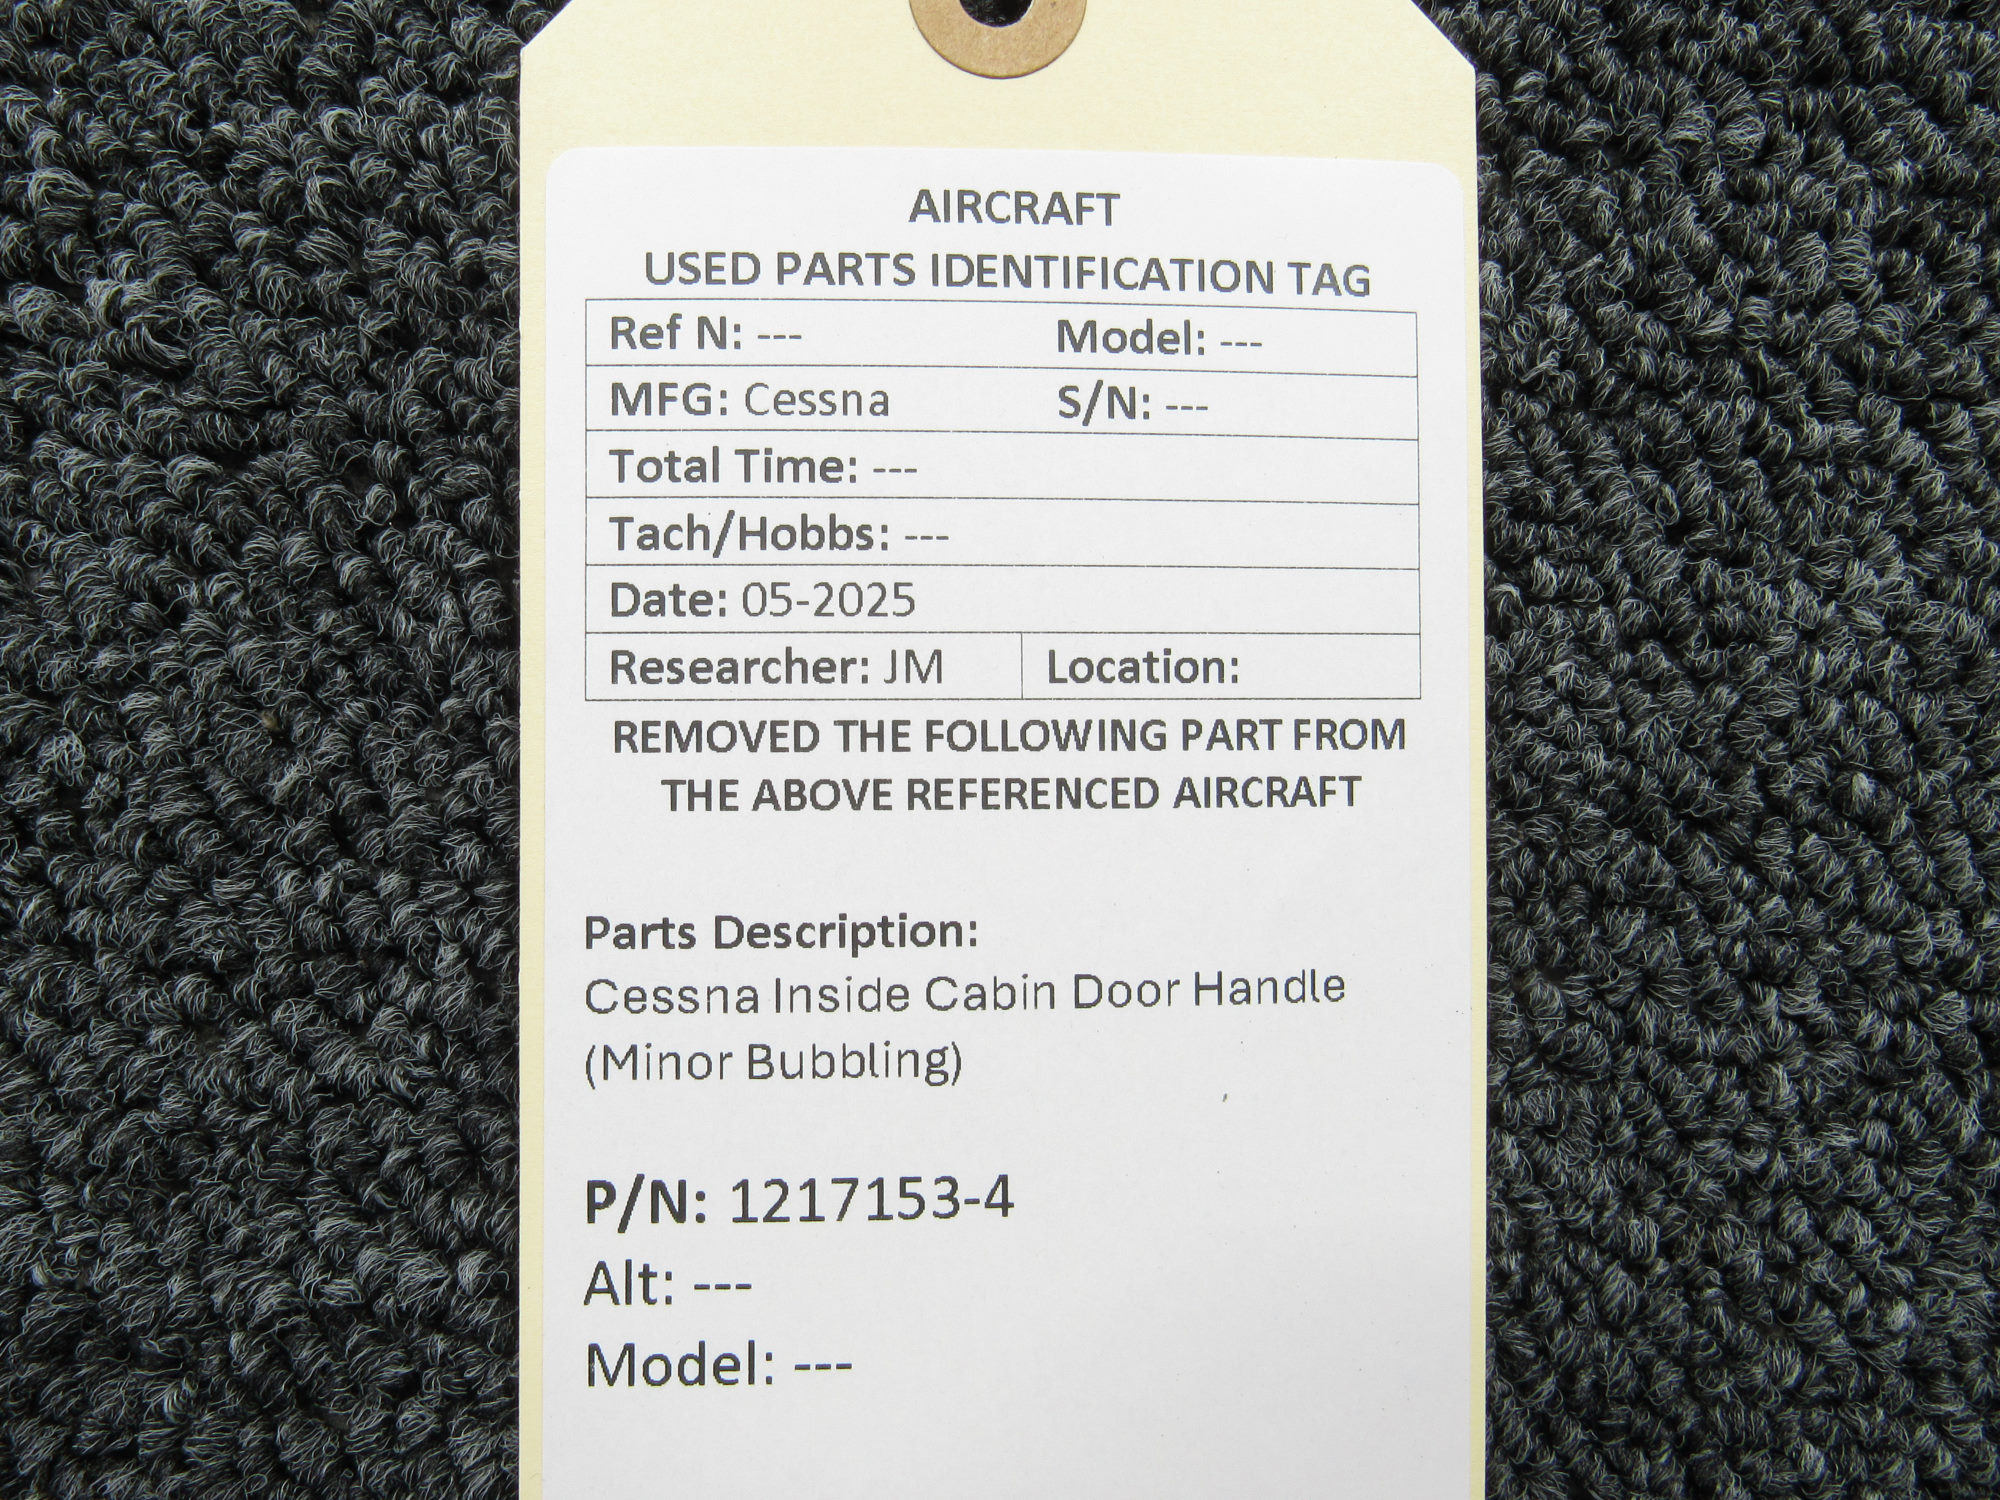 AIRCRAFT
USED PARTS IDENTIFICATION TAG
Ref N: --- Model: ---
MFG: Cessna S/N: ---
Total Time: ---
Tach/Hobbs: ---
Date: 05-2025
Researcher: JM Location:
REMOVED THE FOLLOWING PART FROM
THE ABOVE REFERENCED AIRCRAFT
Parts Description:
Cessna Inside Cabin Door Handle
(Minor Bubbling)
P/N: 1217153-4
Alt: ---
Model: ---